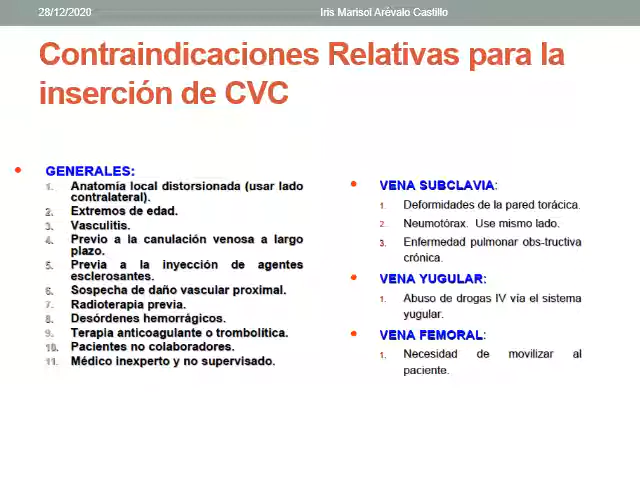 28/12/2020
Iris Marisol Arévalo Castillo
Contraindicaciones Relativas para la
inserción de CVC
• GENERALES:
1. Anatomía local distorsionada (usar lado
contralateral).
2. Extremos de edad.
3. Vasculitis.
4. Previo a la canulación venosa a largo
plazo.
5. Previa a la inyección de agentes
esclerosantes.
6. Sospecha de daño vascular proximal.
7. Radioterapia previa.
8. Desórdenes hemorrágicos.
9. Terapia anticoagulante o trombolítica.
10. Pacientes no colaboradores.
11. Médico inexperto y no supervisado.
• VENA SUBCLAVIA:
1. Deformidades de la pared torácica.
2. Neumotórax. Use mismo lado.
3. Enfermedad pulmonar obs-tructiva
crónica.
• VENA YUGULAR:
1. Abuso de drogas IV vía el sistema
yugular.
• VENA FEMORAL:
1. Necesidad de movilizar al
paciente.